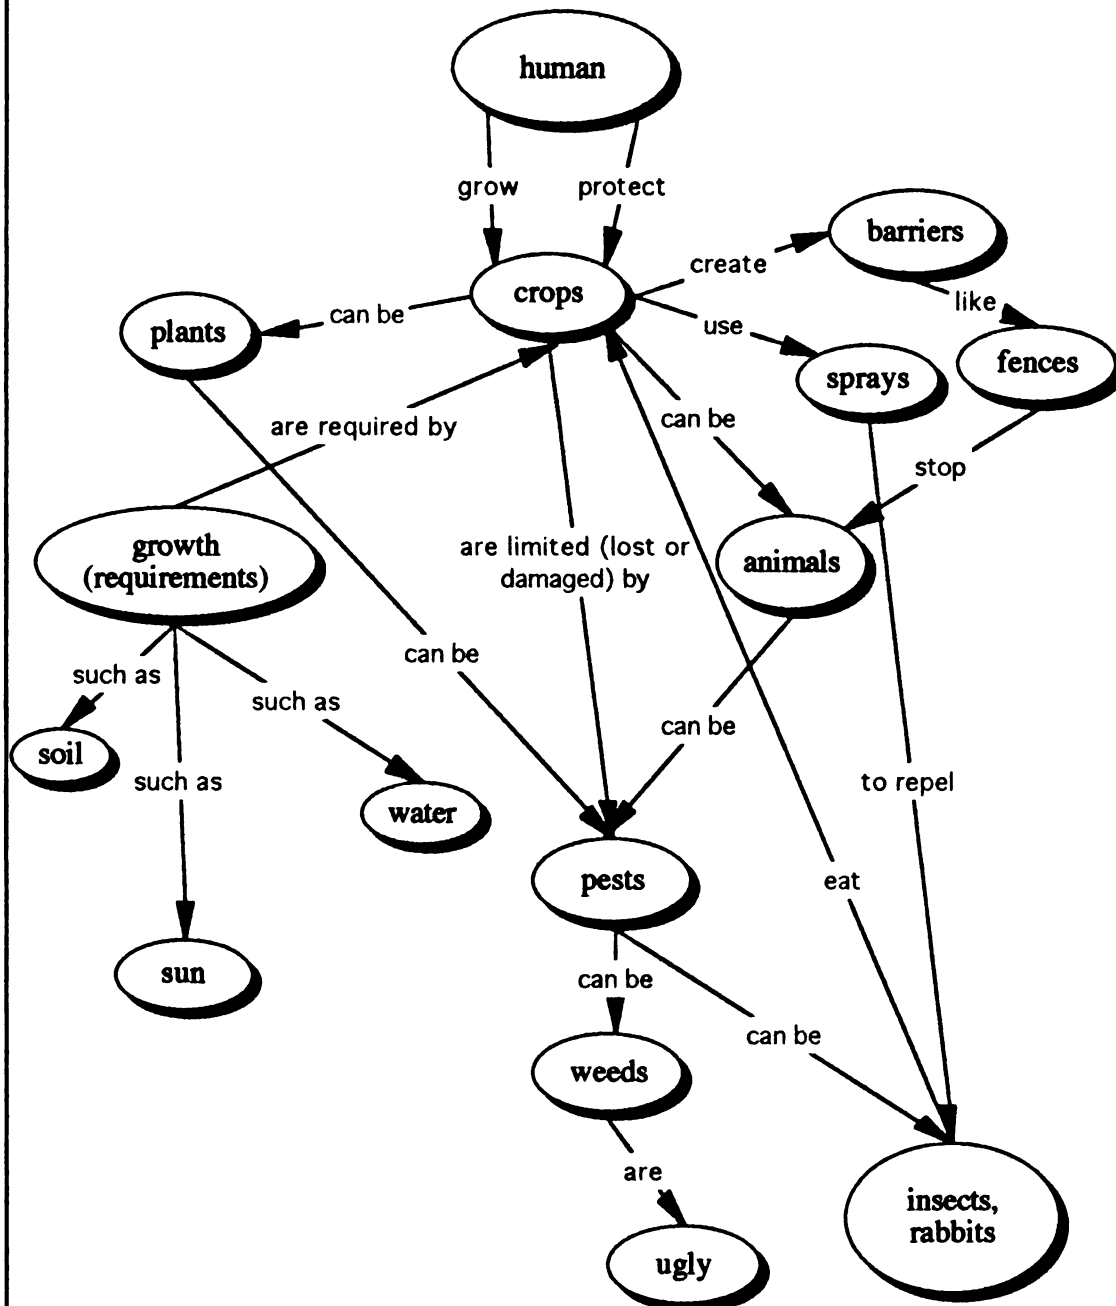 human
grow
protect
barriers
create
crops
like
plants
can be
use
fences
sprays
can be
are required by
stop
growth
(requirements)
are limited (lost or
damaged) by
animals
can be
such as
such as
can be
soil
such as
to repel
water
pests
eat
sun
can be
can be
weeds
are
insects,
rabbits
ugly